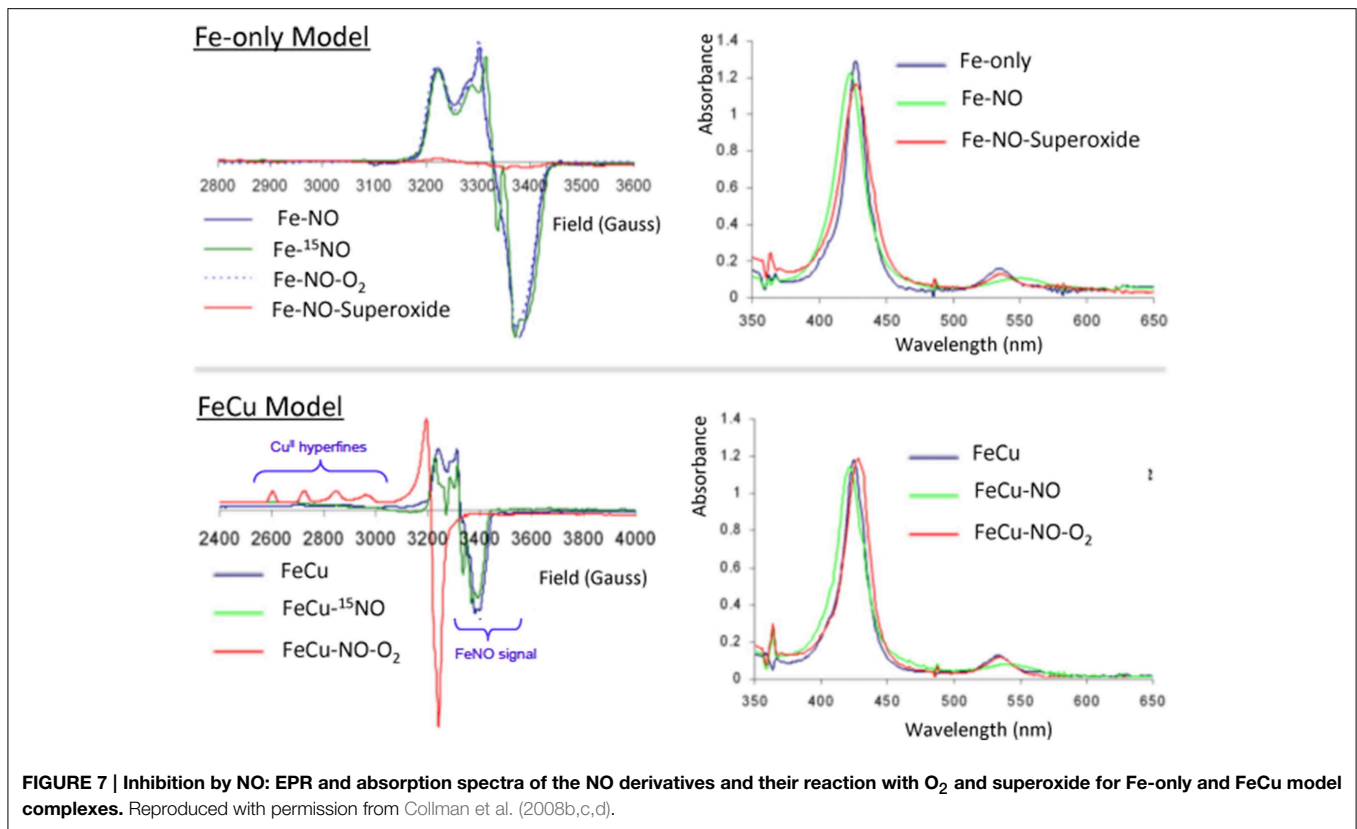 Fe-only Model
2800 2900 3000 3100 3200 3300 3400 3500 3600
Field (Gauss)
Fe-NO
Fe-¹⁵NO
Fe-NO-O₂
Fe-NO-Superoxide
Absorbance
1.4
1.2
1
0.8
0.6
0.4
0.2
0
350 400 450 500 550 600 650
Wavelength (nm)
Fe-only
Fe-NO
Fe-NO-Superoxide
FeCu Model
Cuᴵᴵ hyperfines
2400 2600 2800 3000 3200 3400 3600 3800 4000
Field (Gauss)
FeCu
FeCu-¹⁵NO
FeCu-NO-O₂
FeNO signal
Absorbance
1.4
1.2
1
0.8
0.6
0.4
0.2
0
350 400 450 500 550 600 650
Wavelength (nm)
FeCu
FeCu-NO
FeCu-NO-O₂
2
FIGURE 7 | Inhibition by NO: EPR and absorption spectra of the NO derivatives and their reaction with O₂ and superoxide for Fe-only and FeCu model
complexes. Reproduced with permission from Collman et al. (2008b,c,d).